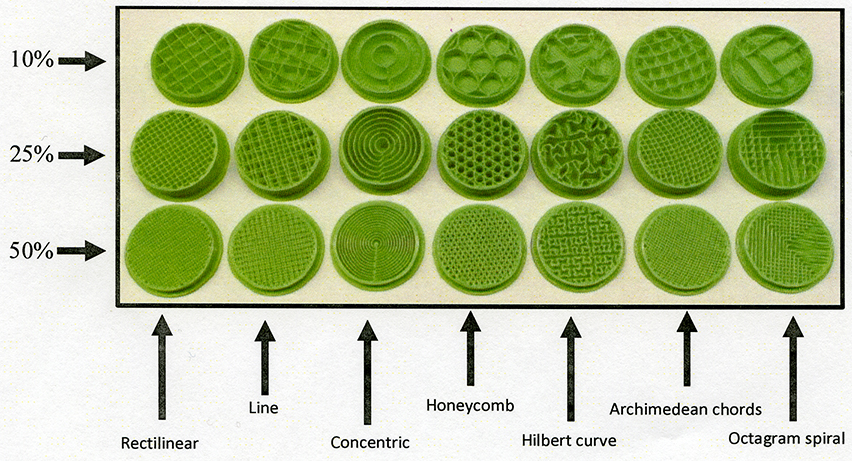 10%
25%
50%
Rectilinear
Line
Concentric
Honeycomb
Hilbert curve
Archimedean chords
Octagram spiral